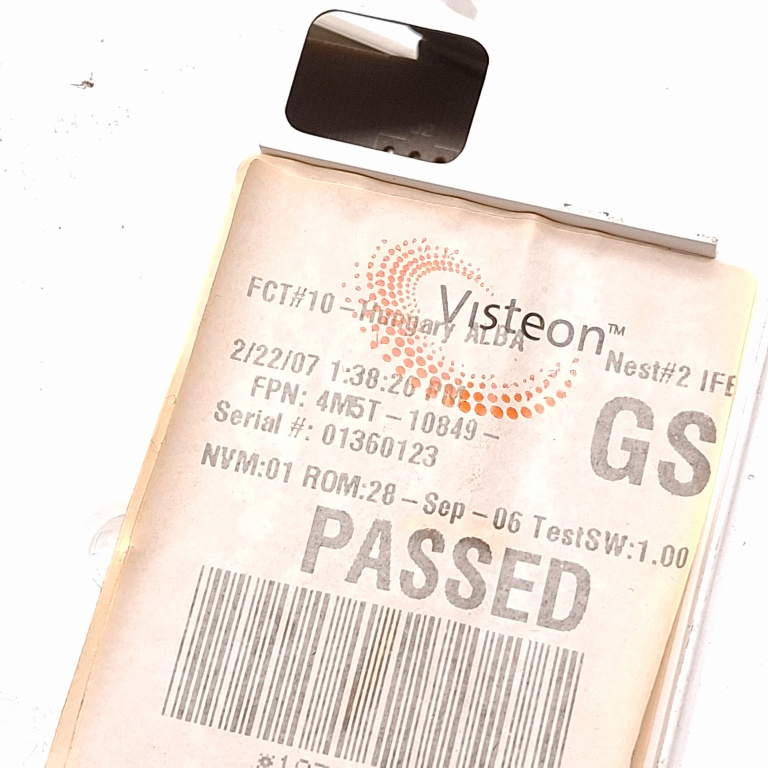 Visteon™
FCT#10 – Hungary ALBA
Nest#2 IFE
2/22/07 1:38:26 PM
FPN: 4M5T – 10849 –
GS
Serial #: 01360123
NVM:01 ROM:28 – Sep – 06 TestSW:1.00
PASSED